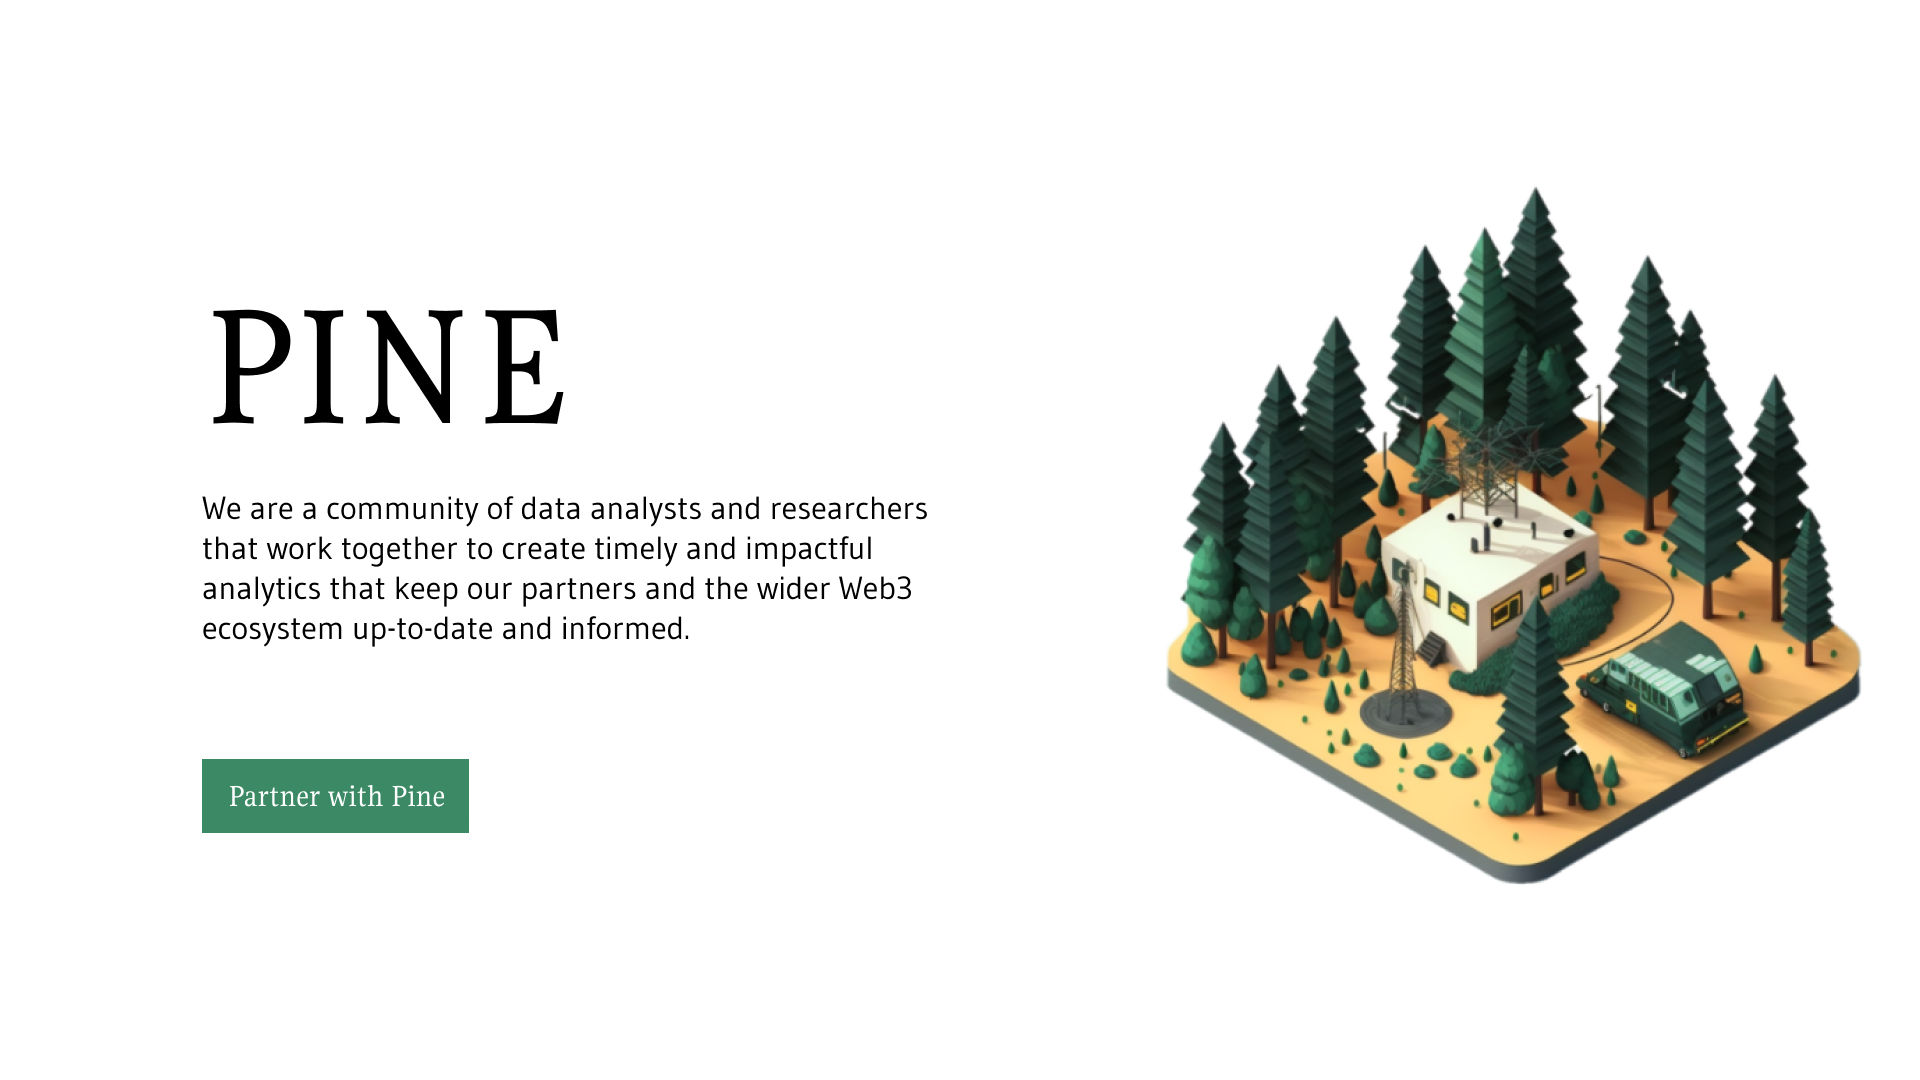 PINE
We are a community of data analysts and researchers
that work together to create timely and impactful
analytics that keep our partners and the wider Web3
ecosystem up-to-date and informed.
Partner with Pine